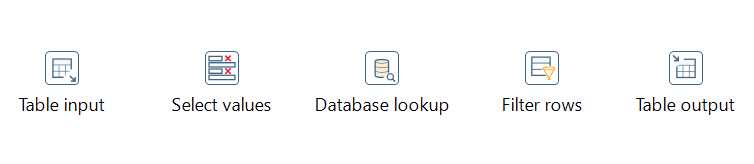 Table input Select values Database lookup Filter rows Table output